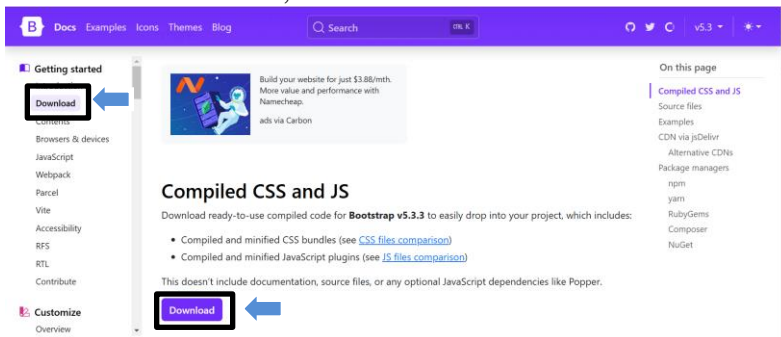 B Docs Examples Icons Themes Blog Search CTRL K v5.3
Getting started
Download
Contents
Browsers & devices
JavaScript
Webpack
Parcel
Vite
Accessibility
RFS
RTL
Contribute
Customize
Overview
Build your website for just $3.88/mth.
More value and performance with
Namecheap.
ads via Carbon
Compiled CSS and JS
Download ready-to-use compiled code for Bootstrap v5.3.3 to easily drop into your project, which includes:
• Compiled and minified CSS bundles (see CSS files comparison)
• Compiled and minified JavaScript plugins (see JS files comparison)
This doesn't include documentation, source files, or any optional JavaScript dependencies like Popper.
Download
On this page
Compiled CSS and JS
Source files
Examples
CDN via jsDelivr
Alternative CDNs
Package managers
npm
yarn
RubyGems
Composer
NuGet